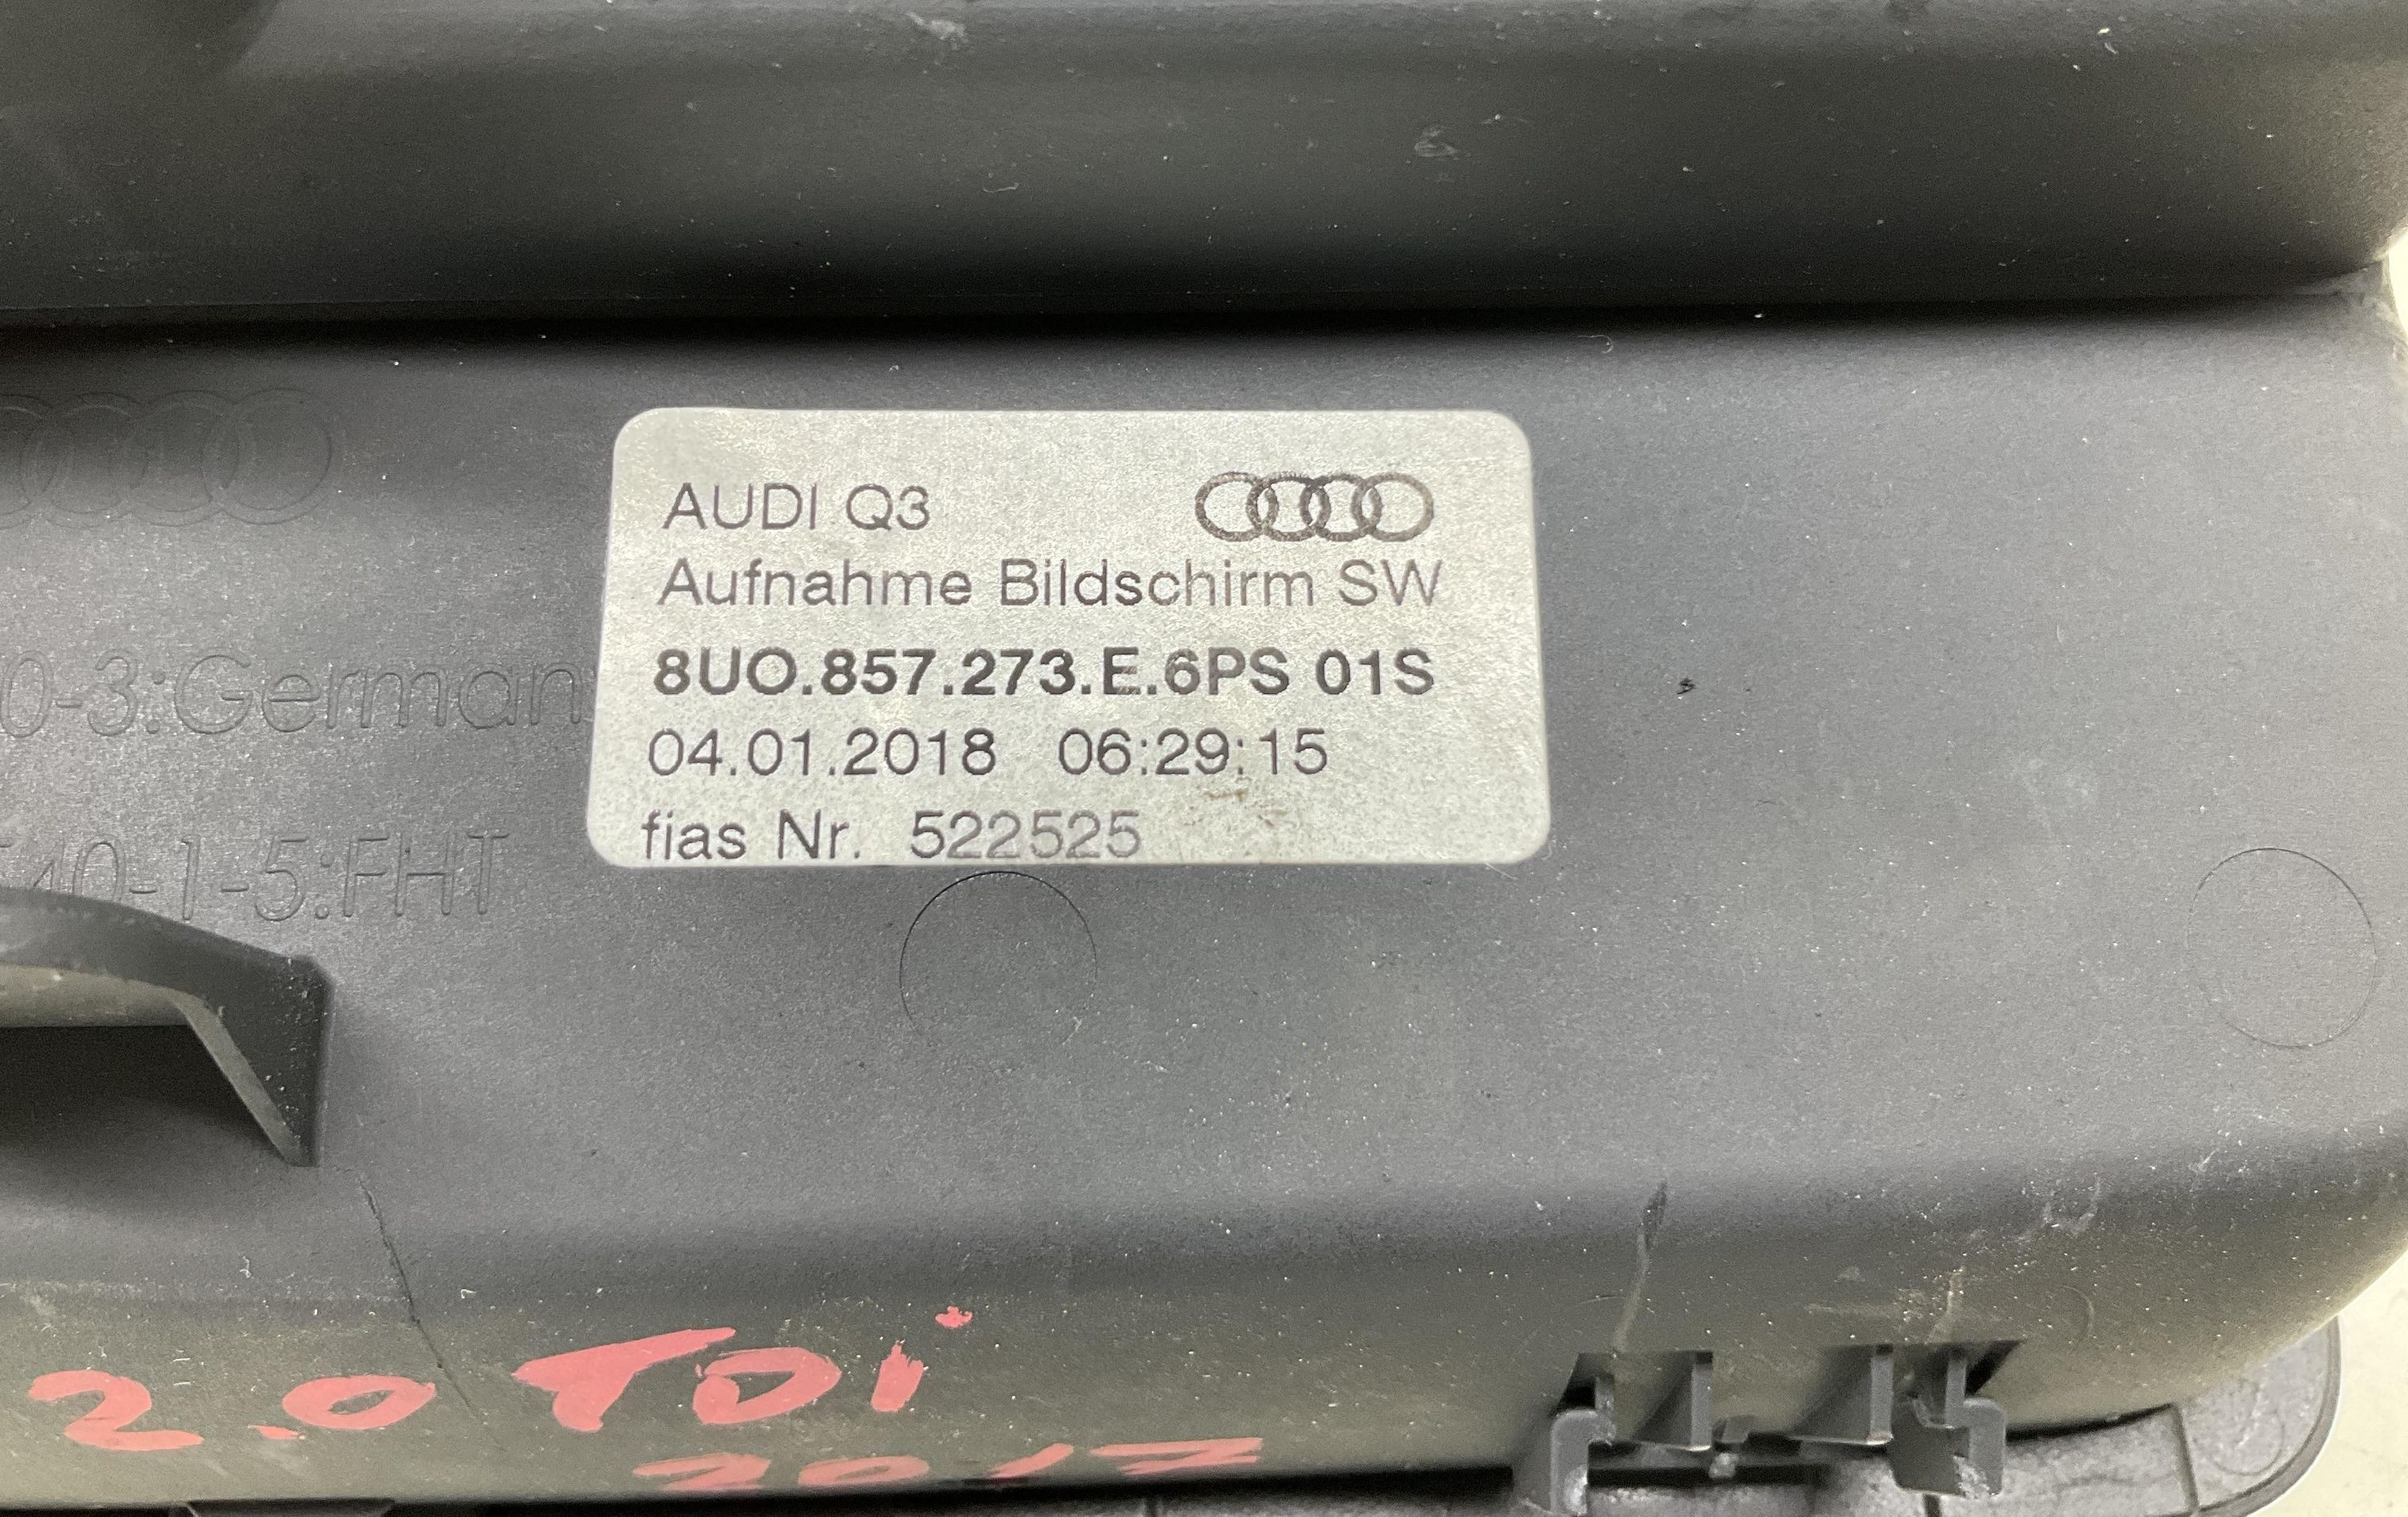 AUDI Q3
Aufnahme Bildschirm SW
8UO.857.273.E.6PS 01S
04.01.2018 06:29:15
fias Nr. 522525
0-3:German
40-1-5:FHT
2.0 TDi
2017